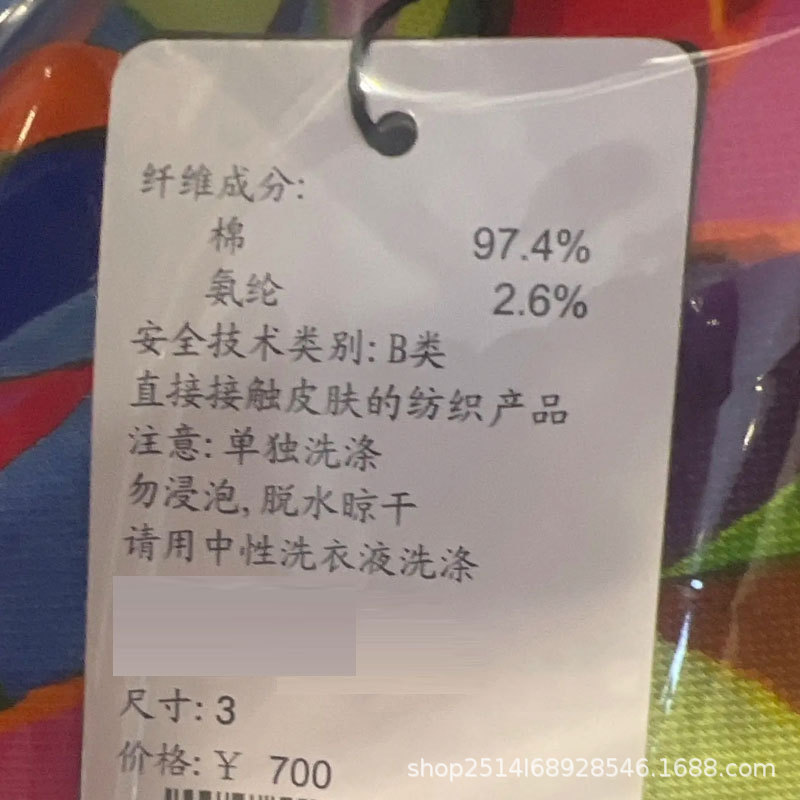 纤维成分:
棉 97.4%
氨纶 2.6%
安全技术类别: B类
直接接触皮肤的纺织产品
注意: 单独洗涤
勿浸泡, 脱水晾干
请用中性洗衣液洗涤
尺寸: 3
价格: ¥ 700
shop2514l68928546.1688.com